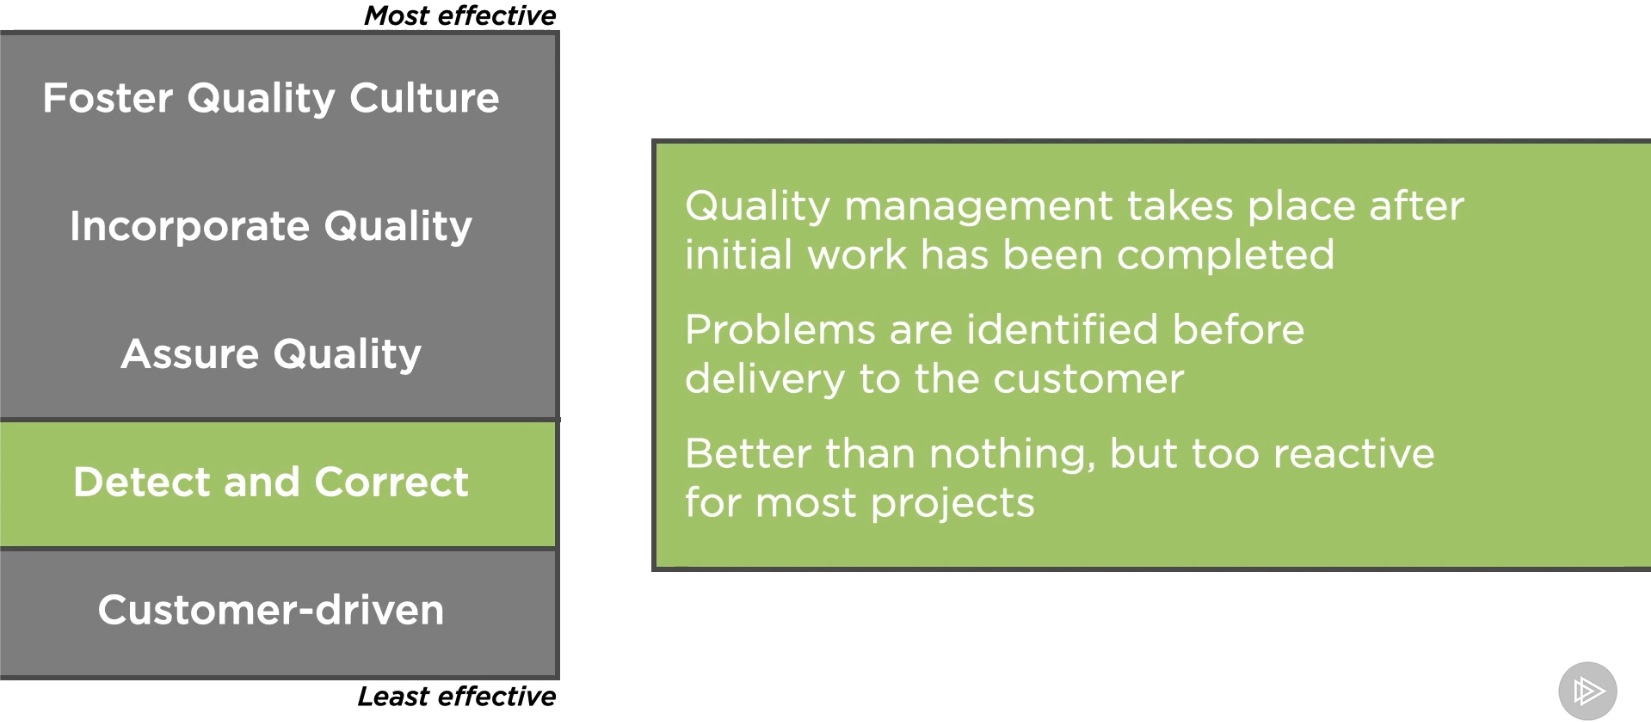 Most effective
Foster Quality Culture
Incorporate Quality
Assure Quality
Detect and Correct
Customer-driven
Least effective
Quality management takes place after
initial work has been completed
Problems are identified before
delivery to the customer
Better than nothing, but too reactive
for most projects